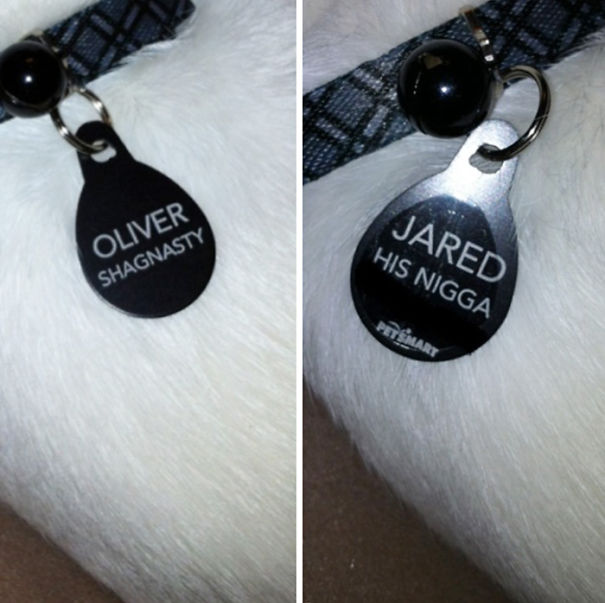 OLIVER
SHAGNASTY
JARED
HIS NIGGA
PETSMART